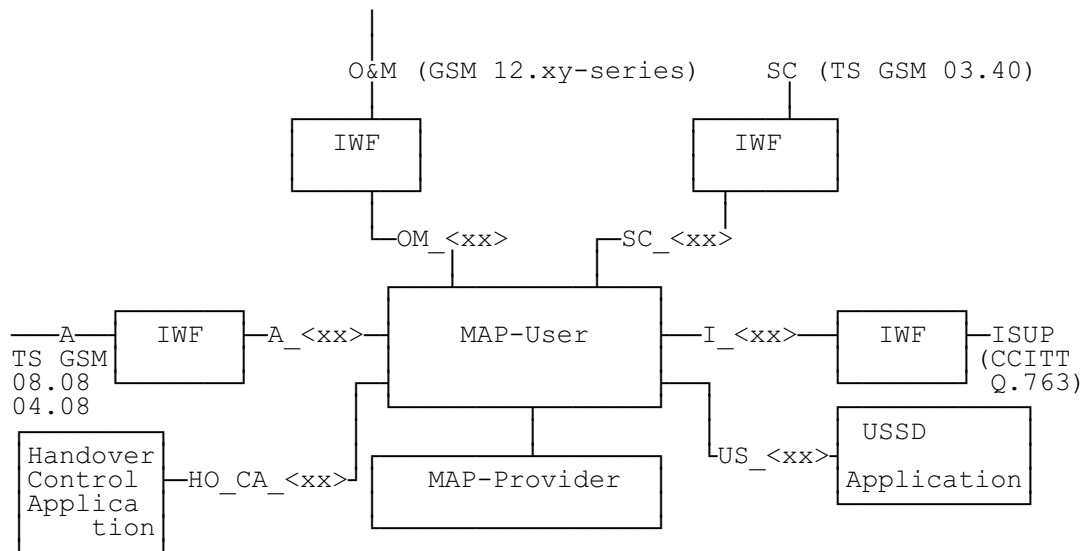 O&M (GSM 12.xy-series) SC (TS GSM 03.40)
IWF IWF
OM_<xx> SC_<xx>
A IWF A_<xx> MAP-User I_<xx> IWF ISUP
TS GSM (CCITT
08.08 Q.763)
04.08
USSD
Handover
Control HO_CA_<xx> MAP-Provider US_<xx> Application
Applica
tion